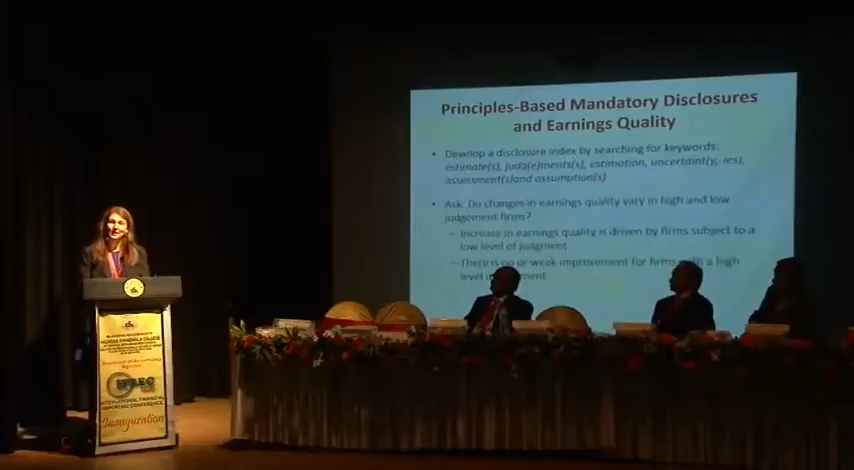 Principles-Based Mandatory Disclosures
and Earnings Quality
• Develop a disclosure index by searching for keywords:
estimate(s), judg(e)ments(s), estimation, uncertaint(y,-ies),
assessment(s)and assumption(s)
• Ask: Do changes in earnings quality vary in high and low
judgement firms?
– Increase in earnings quality is driven by firms subject to a
low level of judgment
– There is no or weak improvement for firms with a high
level
INTERNATIONAL FINANCIAL
REPORTING CONFERENCE
Inauguration